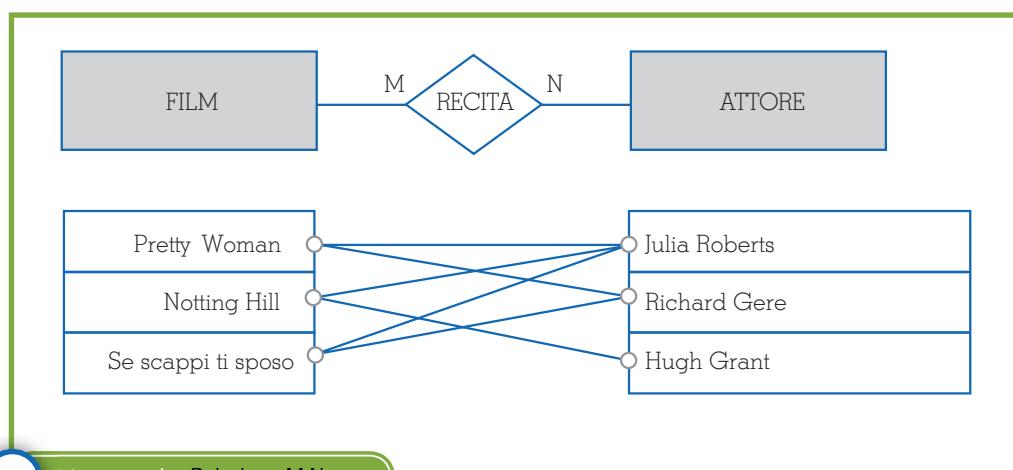 FILM M RECITA N ATTORE
Pretty Woman Julia Roberts
Notting Hill Richard Gere
Se scappi ti sposo Hugh Grant